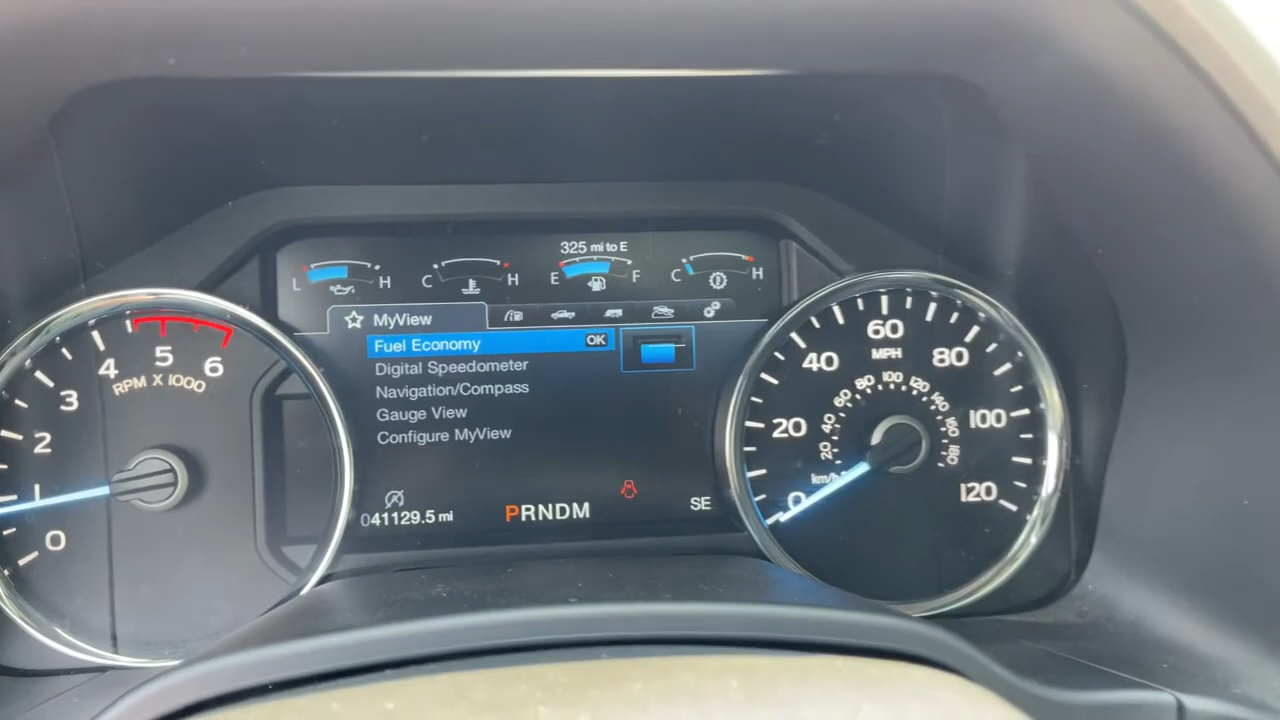 325 mi to E
L H
C H
E F
C H
MyView
Fuel Economy OK
Digital Speedometer
Navigation/Compass
Gauge View
Configure MyView
041129.5 mi
PRNDM
SE
0 1 2 3 4 5 6
RPM X 1000
0 20 40 60 80 100 120
MPH
20 40 60 80 100 120 140 160 180
km/h